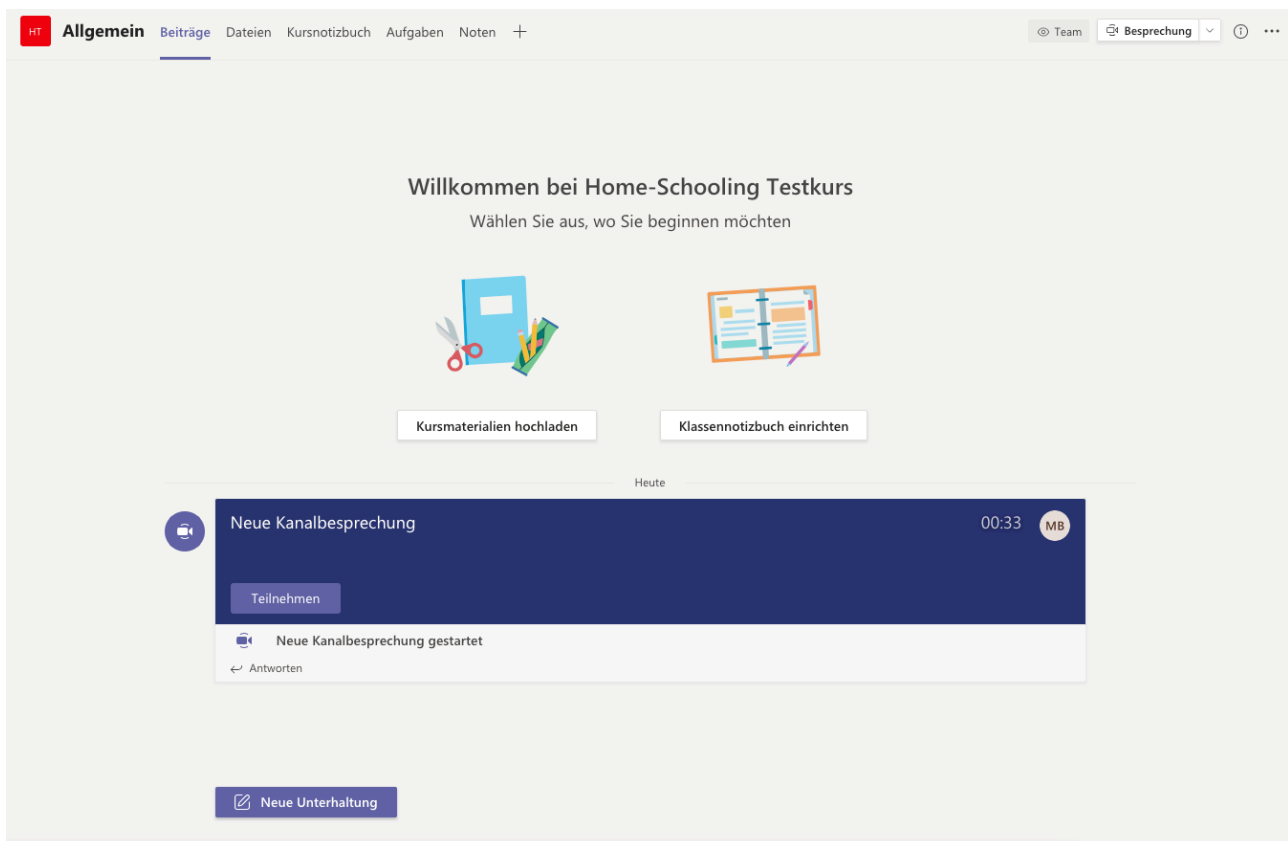 HT Allgemein Beiträge Dateien Kursnotizbuch Aufgaben Noten Team Besprechung
Willkommen bei Home-Schooling Testkurs
Wählen Sie aus, wo Sie beginnen möchten
Kursmaterialien hochladen Klassennotizbuch einrichten
Heute
Neue Kanalbesprechung 00:33 MB
Teilnehmen
Neue Kanalbesprechung gestartet
Antworten
Neue Unterhaltung